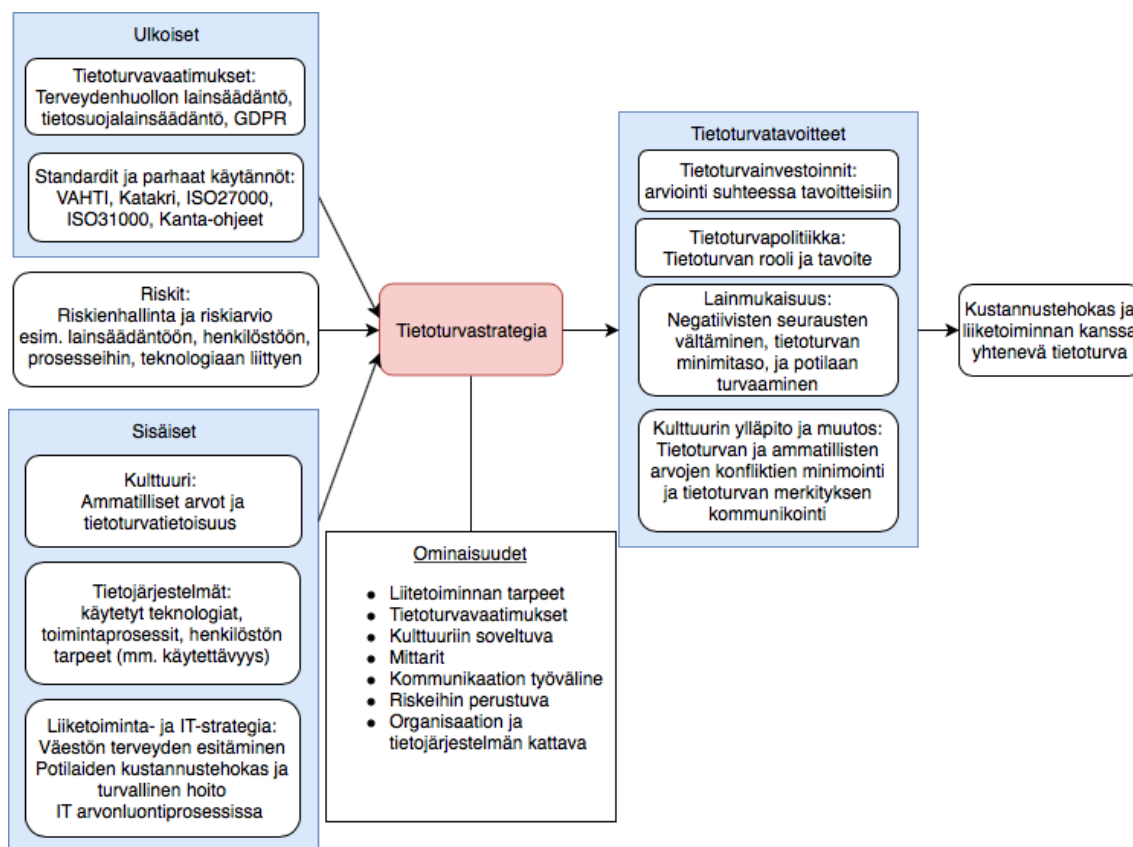 Ulkoiset
Tietoturvavaatimukset:
Terveydenhuollon lainsäädäntö,
tietosuojalainsäädäntö, GDPR
Standardit ja parhaat käytännöt:
VAHTI, Katakri, ISO27000,
ISO31000, Kanta-ohjeet
Riskit:
Riskienhallinta ja riskiarvio
esim. lainsäädäntöön, henkilöstöön,
prosesseihin, teknologiaan liittyen
Sisäiset
Kulttuuri:
Ammatilliset arvot ja
tietoturvatietoisuus
Tietojärjestelmät:
käytetyt teknologiat,
toimintaprosessit, henkilöstön
tarpeet (mm. käytettävyys)
Liiketoiminta- ja IT-strategia:
Väestön terveyden esitäminen
Potilaiden kustannustehokas ja
turvallinen hoito
IT arvonluontiprosessissa
Tietoturvastrategia
Ominaisuudet
• Liitetoiminnan tarpeet
• Tietoturvavaatimukset
• Kulttuuriin soveltuva
• Mittarit
• Kommunikaation työväline
• Riskeihin perustuva
• Organisaation ja
tietojärjestelmän kattava
Tietoturvatavoitteet
Tietoturvainvestoinnit:
arviointi suhteessa tavoitteisiin
Tietoturvapolitiikka:
Tietoturvan rooli ja tavoite
Lainmukaisuus:
Negatiivisten seurausten
vältäminen, tietoturvan
minimitaso, ja potilaan
turvaaminen
Kulttuurin ylläpito ja muutos:
Tietoturvan ja ammatillisten
arvojen konfliktien minimointi
ja tietoturvan merkityksen
kommunikointi
Kustannustehokas ja
liiketoiminnan kanssa
yhtenevä tietoturva